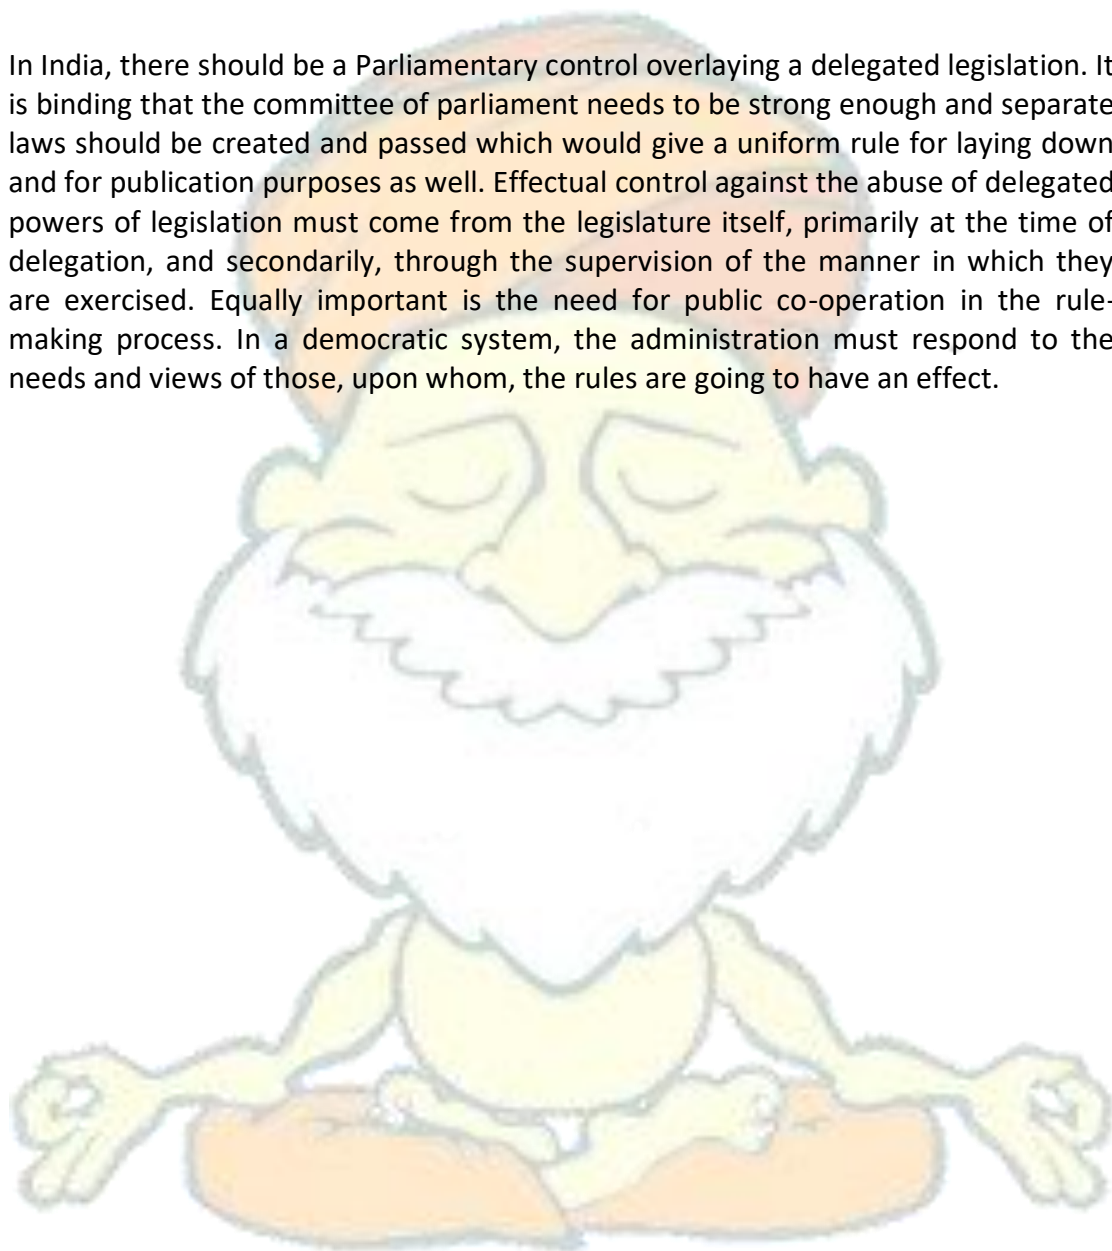 In India, there should be a Parliamentary control overlaying a delegated legislation. It
is binding that the committee of parliament needs to be strong enough and separate
laws should be created and passed which would give a uniform rule for laying down
and for publication purposes as well. Effectual control against the abuse of delegated
powers of legislation must come from the legislature itself, primarily at the time of
delegation, and secondarily, through the supervision of the manner in which they
are exercised. Equally important is the need for public co-operation in the rule-
making process. In a democratic system, the administration must respond to the
needs and views of those, upon whom, the rules are going to have an effect.